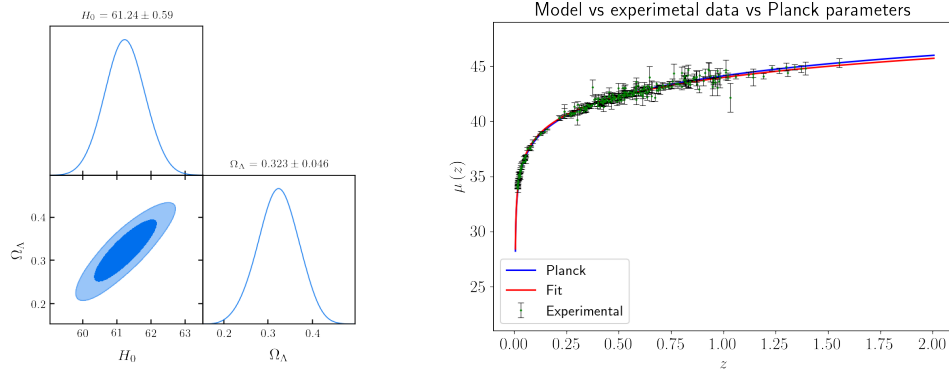 H₀ = 61.24 ± 0.59
Ω_Λ = 0.323 ± 0.046
Ω_Λ
0.4
0.3
0.2
60 61 62 63
H₀
0.2 0.3 0.4
Ω_Λ
Model vs experimetal data vs Planck parameters
μ (z)
45
40
35
30
25
Planck
Fit
Experimental
0.00 0.25 0.50 0.75 1.00 1.25 1.50 1.75 2.00
z